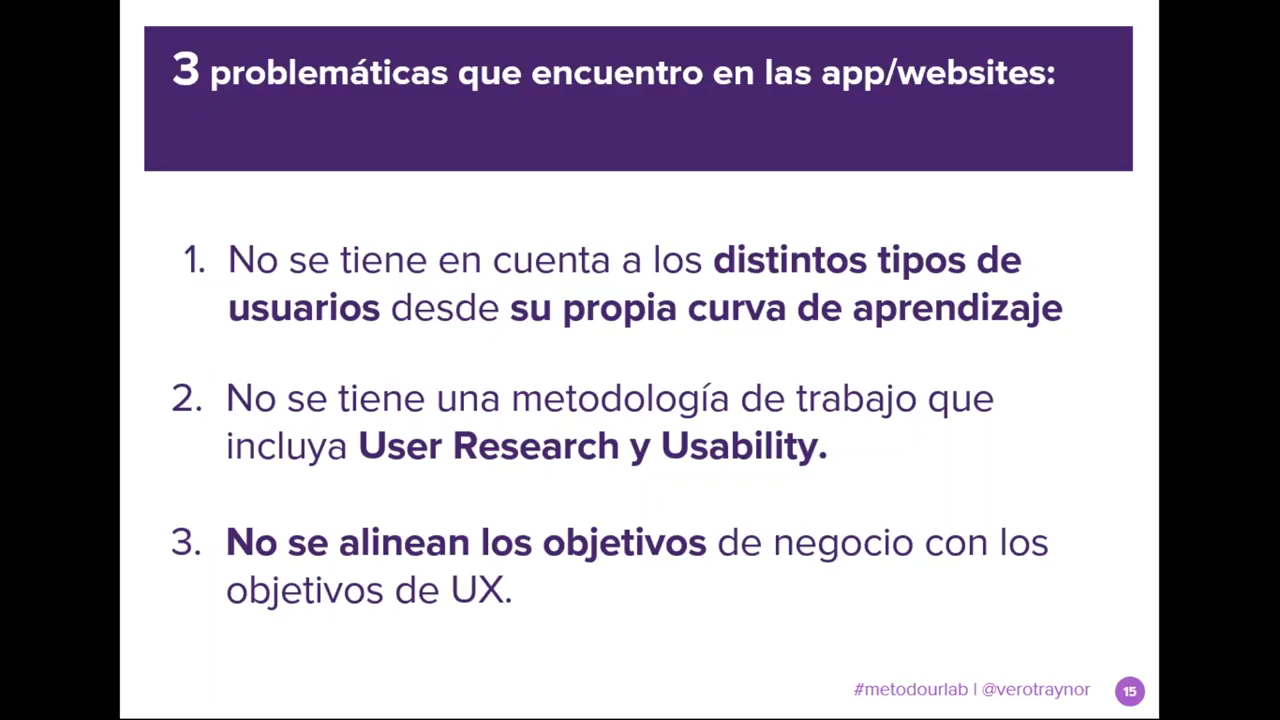 3 problemáticas que encuentro en las app/websites:
1. No se tiene en cuenta a los distintos tipos de
usuarios desde su propia curva de aprendizaje
2. No se tiene una metodología de trabajo que
incluya User Research y Usability.
3. No se alinean los objetivos de negocio con los
objetivos de UX.
#metodourlab | @verotraynor 15